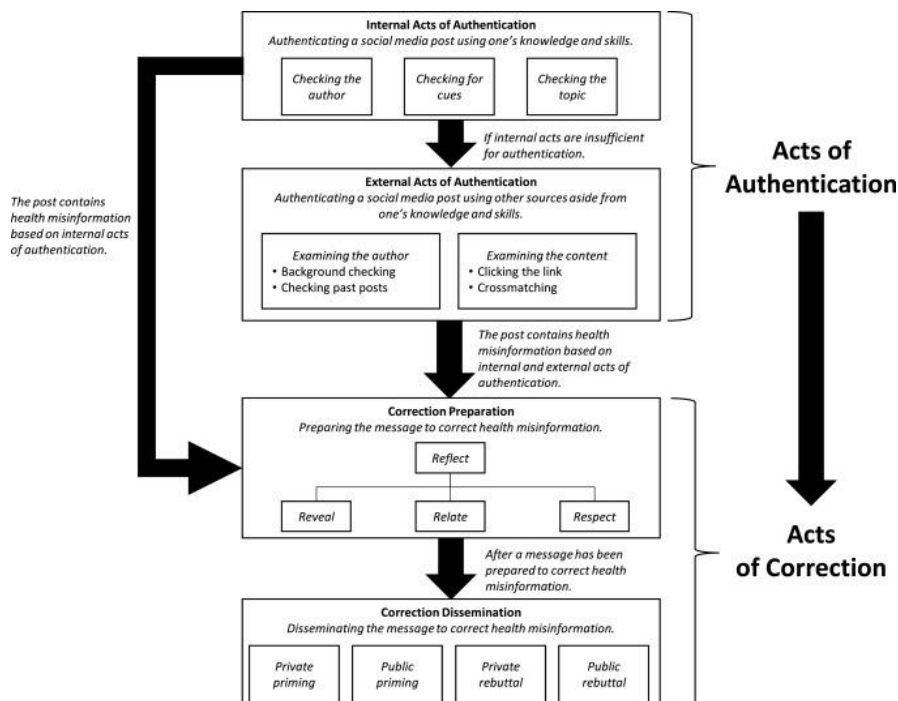 Internal Acts of Authentication
Authenticating a social media post using one's knowledge and skills.
Checking the
author
Checking for
cues
Checking the
topic
If internal acts are insufficient
for authentication.
External Acts of Authentication
Authenticating a social media post using other sources aside from
one's knowledge and skills.
Examining the author
• Background checking
• Checking past posts
Examining the content
• Clicking the link
• Crossmatching
Acts of
Authentication
The post contains
health misinformation
based on internal acts
of authentication.
The post contains health
misinformation based on
internal and external acts of
authentication.
Correction Preparation
Preparing the message to correct health misinformation.
Reflect
Reveal
Relate
Respect
After a message has been
prepared to correct health
misinformation.
Acts
of Correction
Correction Dissemination
Disseminating the message to correct health misinformation.
Private
priming
Public
priming
Private
rebuttal
Public
rebuttal